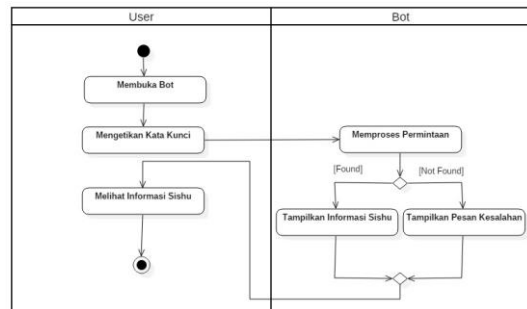 User
Bot
Membuka Bot
Mengetikan Kata Kunci
Memproses Permintaan
[Found]
[Not Found]
Melihat Informasi Sishu
Tampilkan Informasi Sishu
Tampilkan Pesan Kesalahan